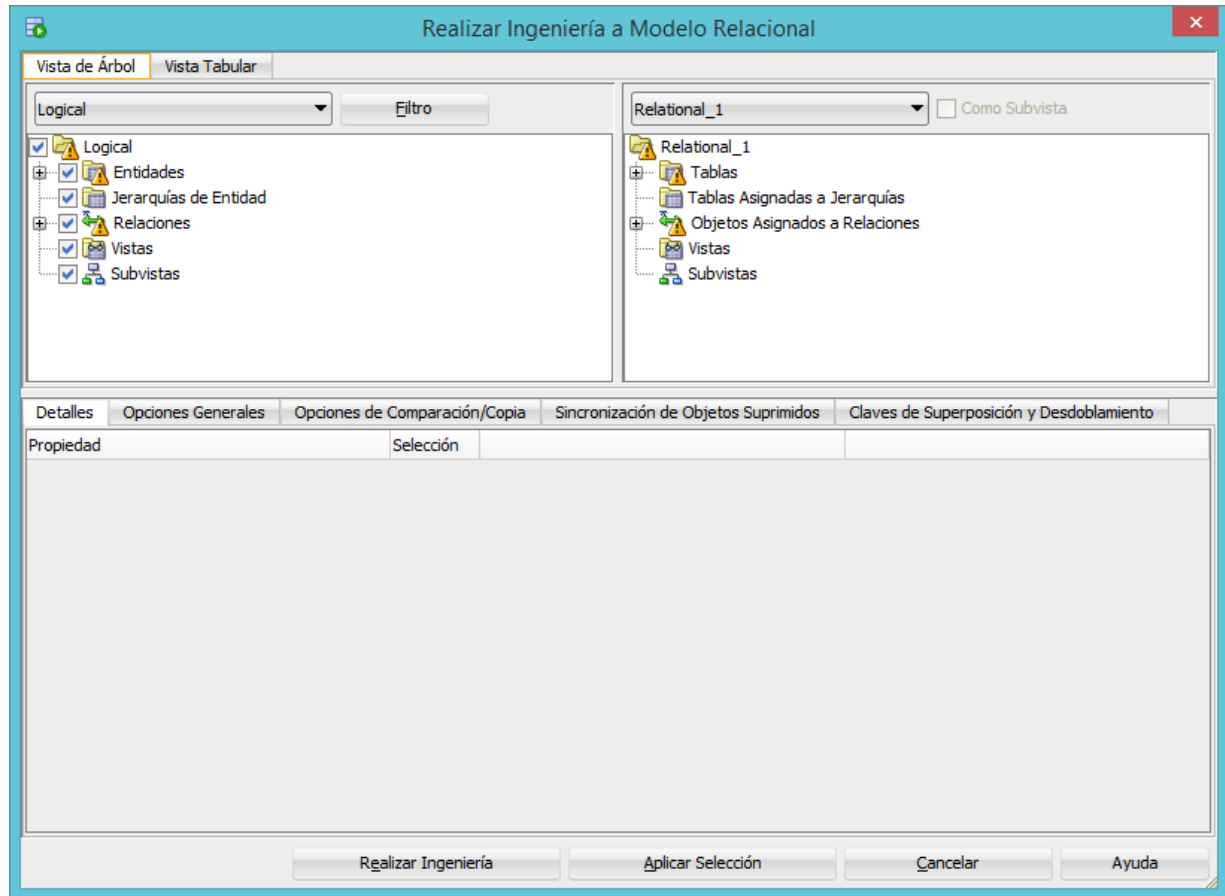 Realizar Ingeniería a Modelo Relacional
Vista de Árbol Vista Tabular
Logical Filtro Relational_1 Como Subvista
Logical
Entidades
Jerarquías de Entidad
Relaciones
Vistas
Subvistas
Relational_1
Tablas
Tablas Asignadas a Jerarquías
Objetos Asignados a Relaciones
Vistas
Subvistas
Detalles Opciones Generales Opciones de Comparación/Copia Sincronización de Objetos Suprimidos Claves de Superposición y Desdoblamiento
Propiedad Selección
Realizar Ingeniería Aplicar Selección Cancelar Ayuda